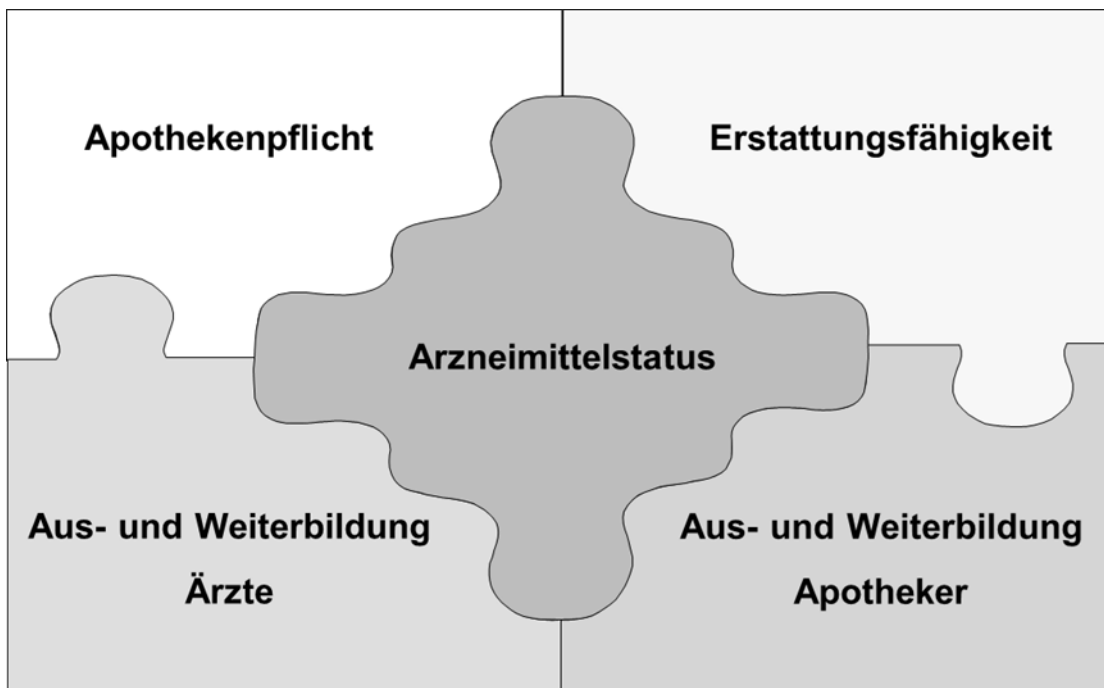 Apothekenpflicht
Erstattungsfähigkeit
Arzneimittelstatus
Aus- und Weiterbildung
Ärzte
Aus- und Weiterbildung
Apotheker